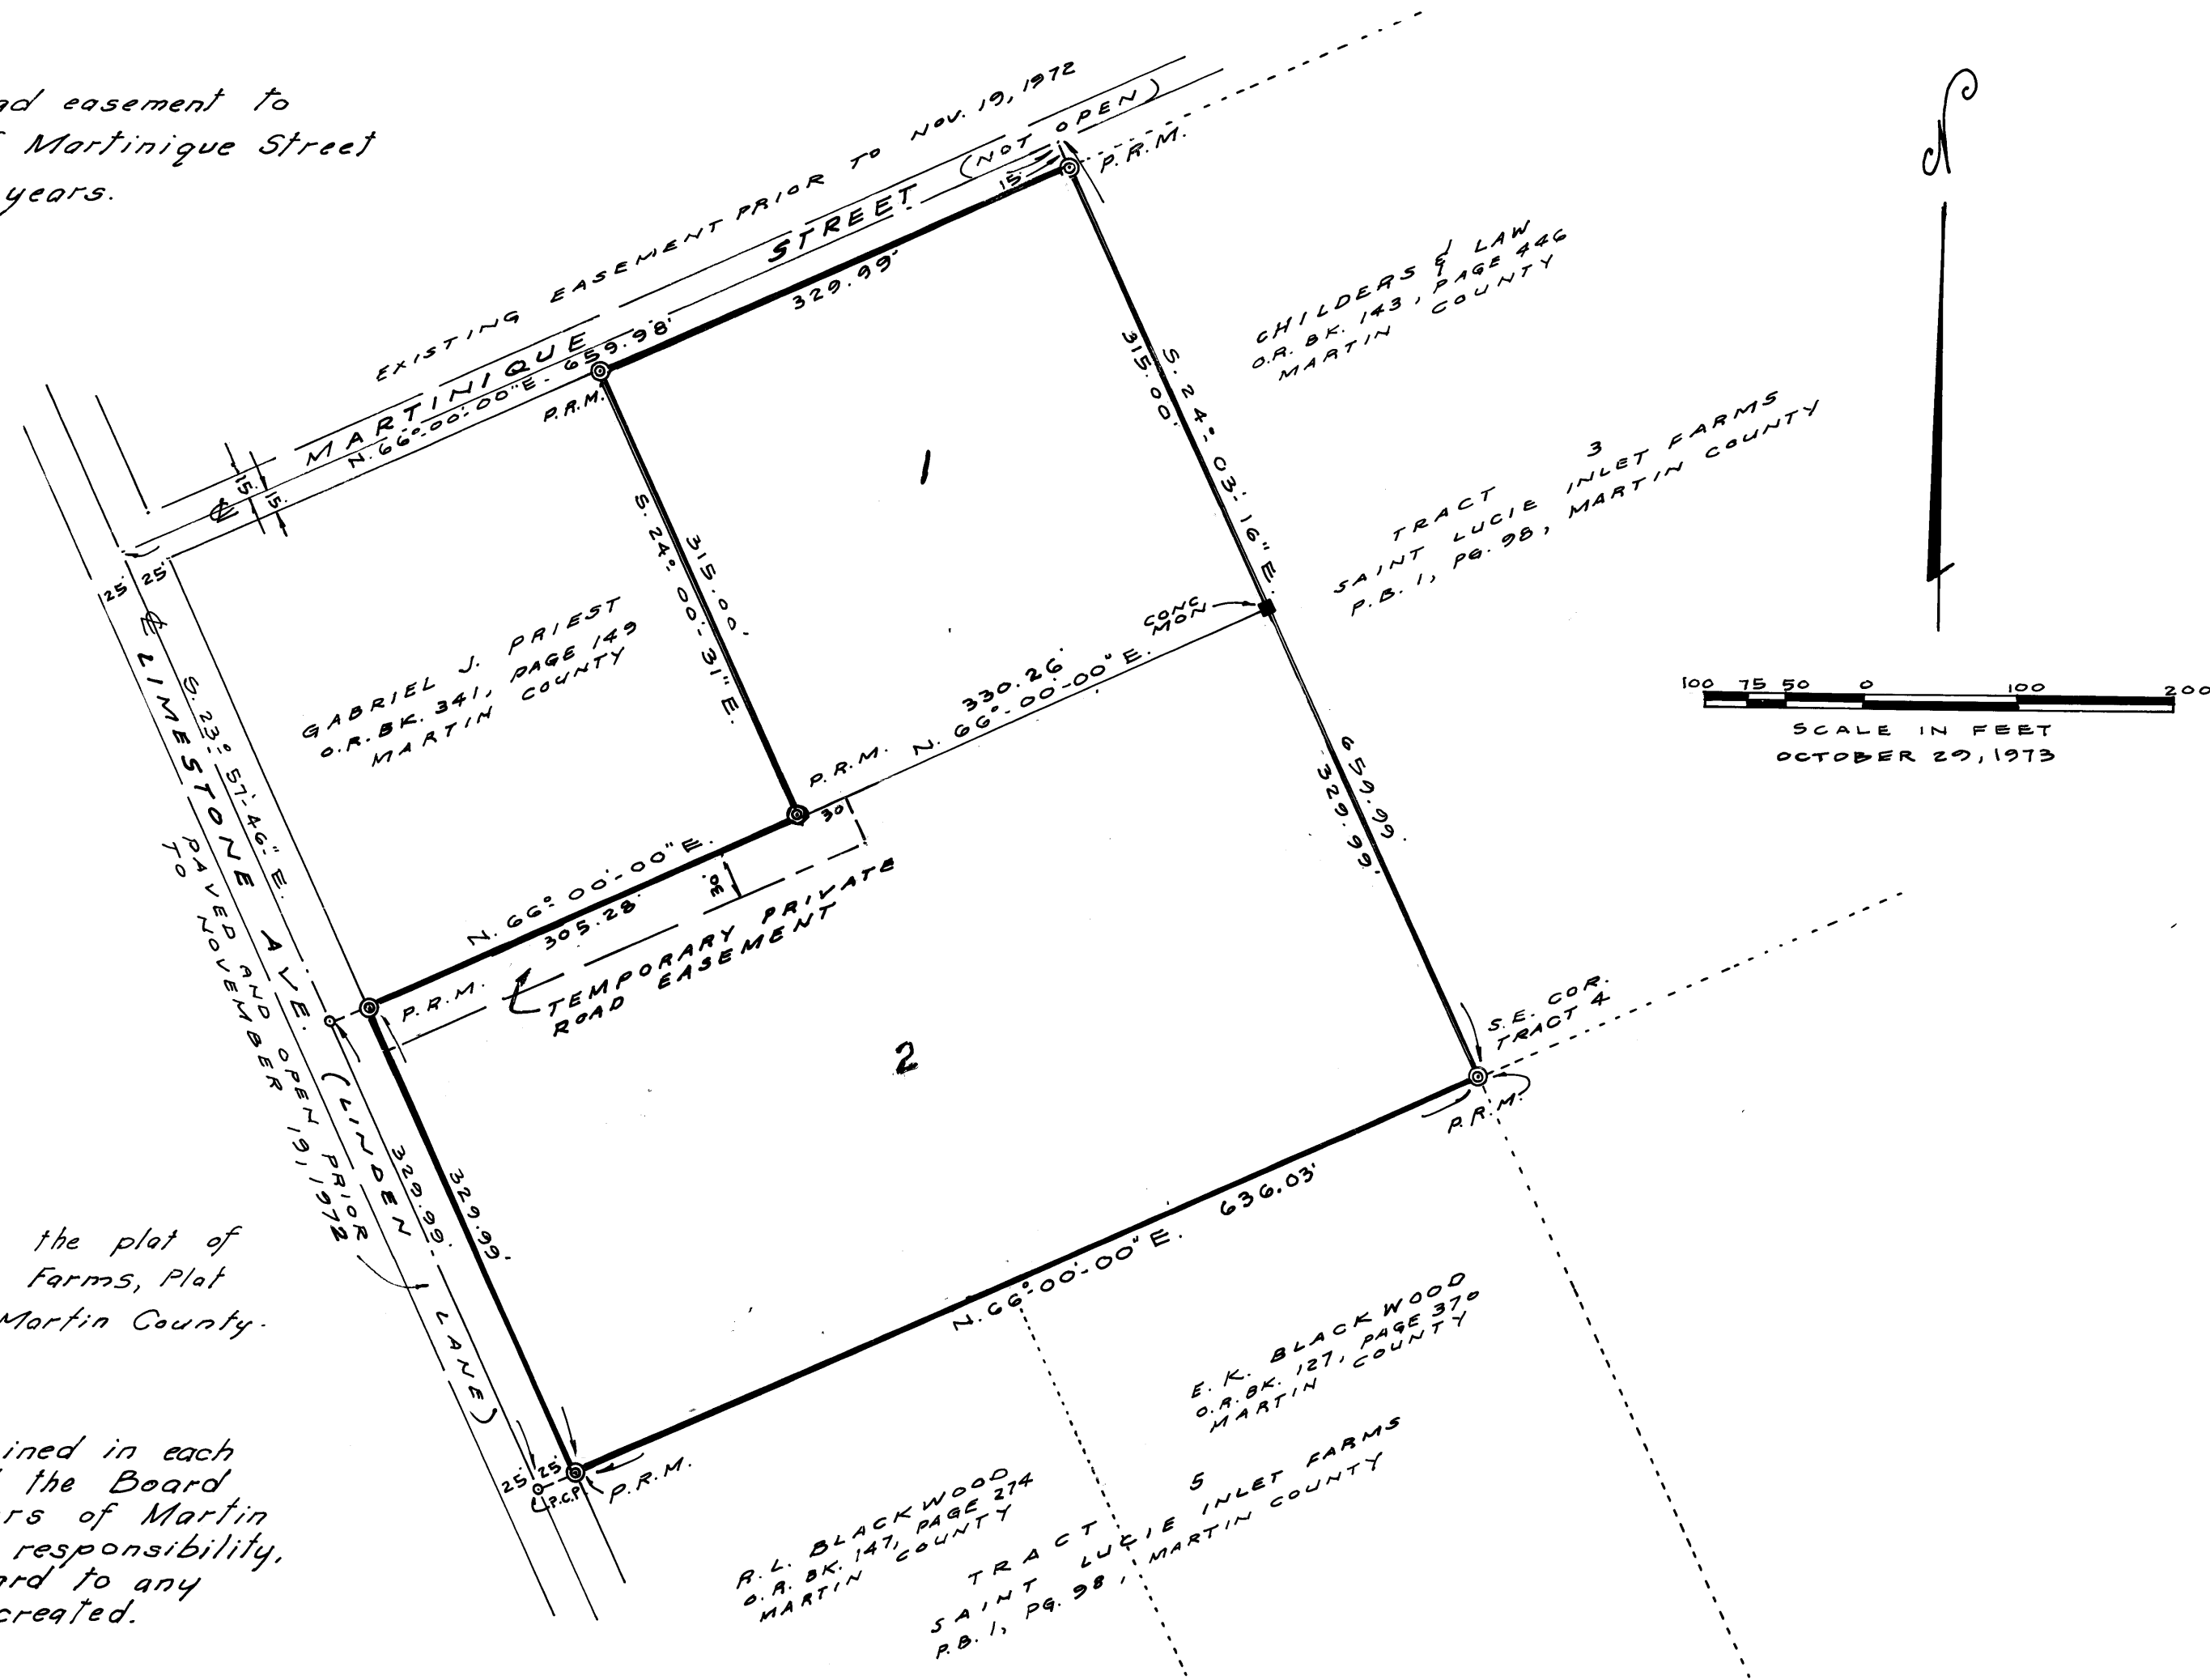 ad easement to
Martinique Street
years.
EXISTING EASEMENT PRIOR TO NOV. 19, 1972
MARTINIQUE STREET (NOT OPEN)
N. 66°-00'-00" E. - 659.98'
329.99'
15'
P.R.M.
P.R.M.
15'
15'
25' 25'
1
S. 24°-03'-16" E.
315.00'
CHILDERS & LAW
O.R. BK. 143, PAGE 446
MARTIN COUNTY
TRACT 3
SAINT LUCIE INLET FARMS
P.B. 1, PG. 98, MARTIN COUNTY
100 75 50 0 100 200
SCALE IN FEET
OCTOBER 29, 1973
315.00'
S. 24°-00'-31" E.
GABRIEL J. PRIEST
O.R. BK. 341, PAGE 149
MARTIN COUNTY
CONC.
MON.
330.26'
N. 66°-00'-00" E.
P.R.M.
30'
659.99'
329.99'
S. 23°-57'-46" E.
LIMESTONE AVE. (LINDEN LANE)
PAVED AND OPEN PRIOR
TO NOVEMBER 19, 1972
N. 66°-00'-00" E.
305.28'
30'
P.R.M.
TEMPORARY PRIVATE
ROAD EASEMENT
2
S.E. COR.
TRACT 4
P.R.M.
329.99'
329.99'
636.03'
N. 66°-00'-00" E.
the plat of
Farms, Plat
Martin County.
E. K. BLACKWOOD
O.R. BK. 127, PAGE 370
MARTIN COUNTY
25' 25'
P.C.P.
P.R.M.
R. L. BLACKWOOD
O.R. BK. 147, PAGE 274
MARTIN COUNTY
TRACT 5
SAINT LUCIE INLET FARMS
P.B. 1, PG. 98, MARTIN COUNTY
ined in each
the Board
rs of Martin
responsibility,
ard to any
created.